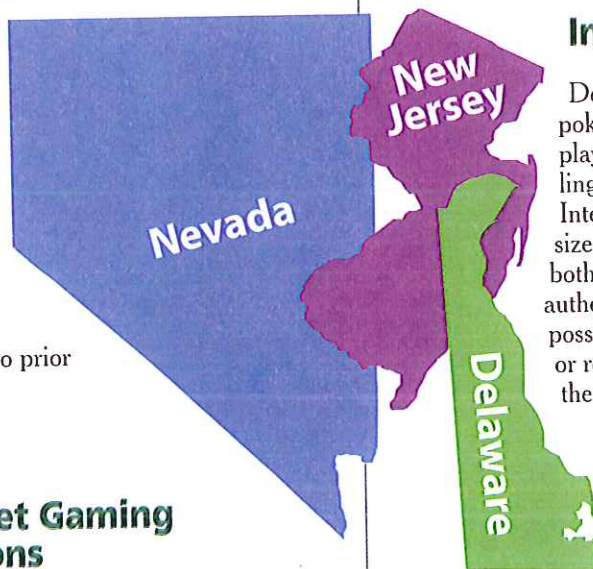 Nevada
New
Jersey
Delaware
o prior
et Gaming
ons
In
De
pok
play
ling
Inte
size
both
authe
poss
or re
the